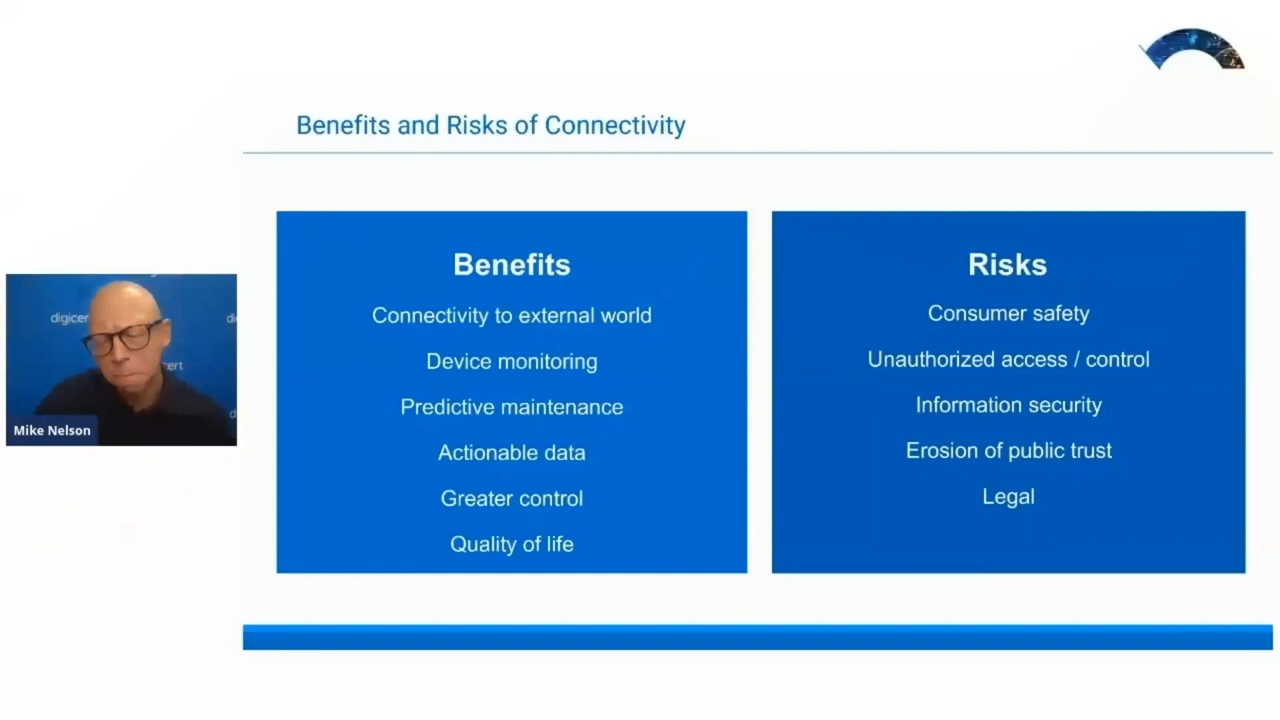 Benefits and Risks of Connectivity
Benefits
Connectivity to external world
Device monitoring
Predictive maintenance
Actionable data
Greater control
Quality of life
Risks
Consumer safety
Unauthorized access / control
Information security
Erosion of public trust
Legal
Mike Nelson